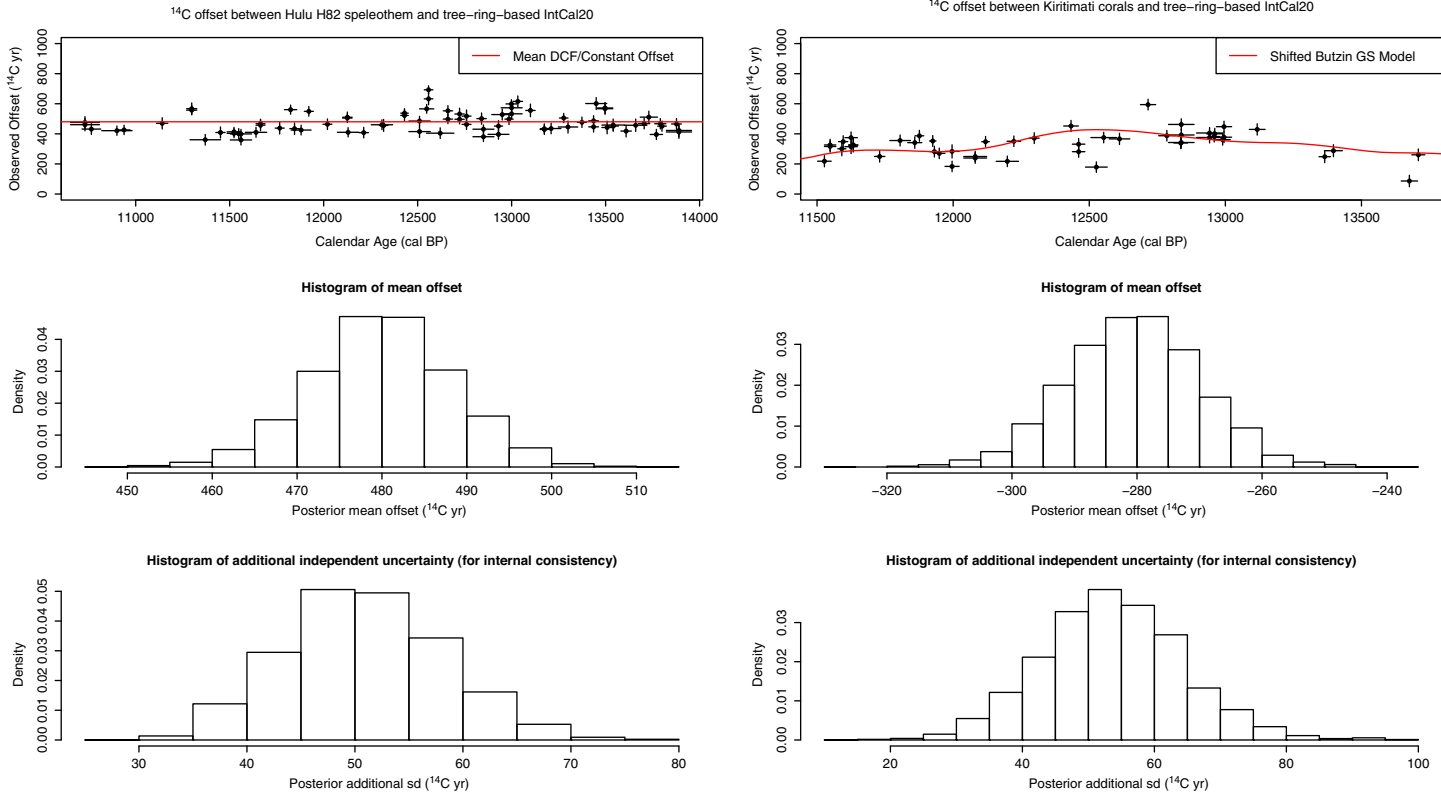 ¹⁴C offset between Hulu H82 speleothem and tree−ring−based IntCal20
Mean DCF/Constant Offset
Observed Offset (¹⁴C yr)
0 200 400 600 800 1000
11000 11500 12000 12500 13000 13500 14000
Calendar Age (cal BP)
¹⁴C offset between Kiritimati corals and tree−ring−based IntCal20
Shifted Butzin GS Model
Observed Offset (¹⁴C yr)
0 200 400 600 800 1000
11500 12000 12500 13000 13500
Calendar Age (cal BP)
Histogram of mean offset
Density
0.00 0.01 0.02 0.03 0.04
450 460 470 480 490 500 510
Posterior mean offset (¹⁴C yr)
Histogram of mean offset
Density
0.00 0.01 0.02 0.03
−320 −300 −280 −260 −240
Posterior mean offset (¹⁴C yr)
Histogram of additional independent uncertainty (for internal consistency)
Density
0.00 0.01 0.02 0.03 0.04 0.05
30 40 50 60 70 80
Posterior additional sd (¹⁴C yr)
Histogram of additional independent uncertainty (for internal consistency)
Density
0.00 0.01 0.02 0.03
20 40 60 80 100
Posterior additional sd (¹⁴C yr)